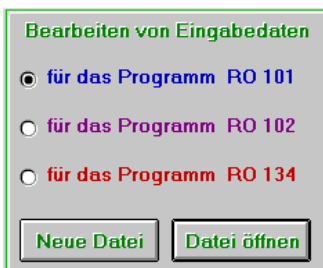 Bearbeiten von Eingabedaten
für das Programm RO 101
für das Programm RO 102
für das Programm RO 134
Neue Datei Datei öffnen